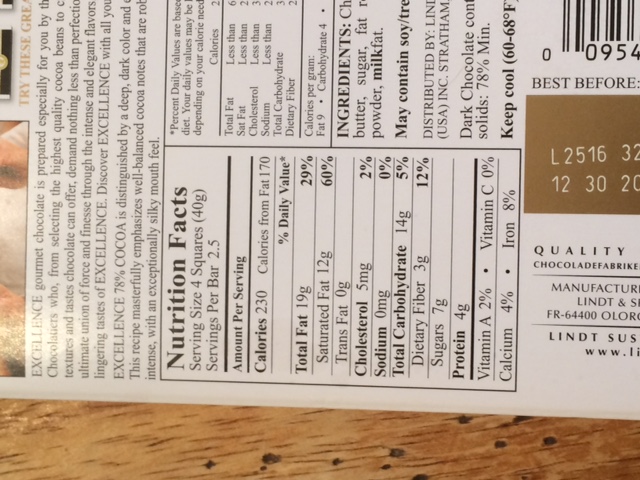 TRY THESE GREA
EXCELLENCE gourmet chocolate is prepared especially for you by th
Chocolatiers who, from selecting the highest quality cocoa beans to c
textures and tastes chocolate can offer, demand nothing less than perfectio
ultimate union of force and finesse through the intense and elegant flavors
lingering tastes of EXCELLENCE. Discover EXCELLENCE with all you
EXCELLENCE 78% COCOA is distinguished by a deep, dark color and
This recipe masterfully emphasizes well-balanced cocoa notes that are rob
intense, with an exceptionally silky mouth feel.
Nutrition Facts
Serving Size 4 Squares (40g)
Servings Per Bar 2.5
Amount Per Serving
Calories 230 Calories from Fat 170
% Daily Value*
Total Fat 19g 29%
Saturated Fat 12g 60%
Trans Fat 0g
Cholesterol 5mg 2%
Sodium 0mg 0%
Total Carbohydrate 14g 5%
Dietary Fiber 3g 12%
Sugars 7g
Protein 4g
Vitamin A 2% • Vitamin C 0%
Calcium 4% • Iron 8%
*Percent Daily Values are based
diet. Your daily values may be
depending on your calorie need
Calories 2
Total Fat Less than 6
Sat Fat Less than 2
Cholesterol Less than 3
Sodium Less than 2
Total Carbohydrate 3
Dietary Fiber 2
Calories per gram:
Fat 9 • Carbohydrate 4 •
INGREDIENTS: Ch
butter, sugar, fat
powder, milkfat.
May contain soy/tre
DISTRIBUTED BY: LIND
(USA) INC. STRATHAM,
Dark Chocolate cont
solids: 78% Min.
Keep cool (60-68°F)
0 0954
BEST BEFORE:
L2516 32
12 30 20
QUALITY
CHOCOLADEFABRIKE
MANUFACTURE
LINDT & S
FR-64400 OLORO
LINDT SUS
www.li